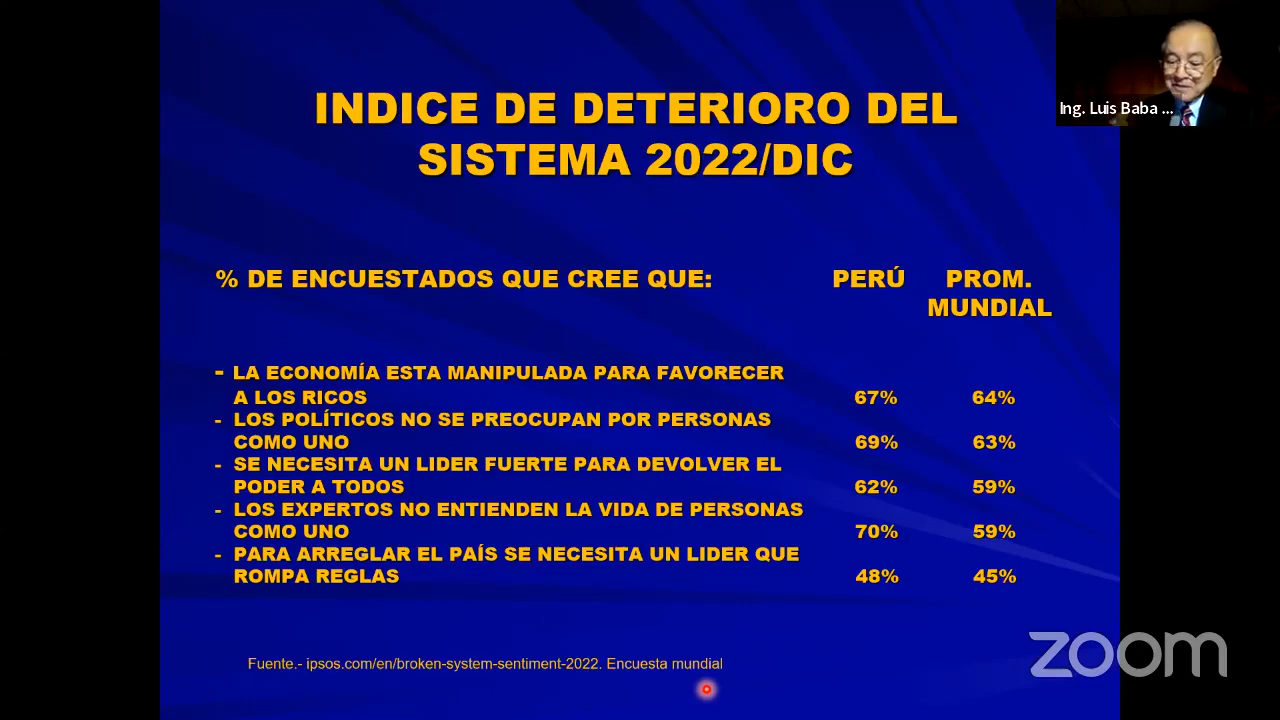 INDICE DE DETERIORO DEL
SISTEMA 2022/DIC
Ing. Luis Baba ...
% DE ENCUESTADOS QUE CREE QUE: PERÚ PROM.
MUNDIAL
- LA ECONOMÍA ESTA MANIPULADA PARA FAVORECER
A LOS RICOS 67% 64%
- LOS POLÍTICOS NO SE PREOCUPAN POR PERSONAS
COMO UNO 69% 63%
- SE NECESITA UN LIDER FUERTE PARA DEVOLVER EL
PODER A TODOS 62% 59%
- LOS EXPERTOS NO ENTIENDEN LA VIDA DE PERSONAS
COMO UNO 70% 59%
- PARA ARREGLAR EL PAÍS SE NECESITA UN LIDER QUE
ROMPA REGLAS 48% 45%
Fuente.- ipsos.com/en/broken-system-sentiment-2022. Encuesta mundial
zoom